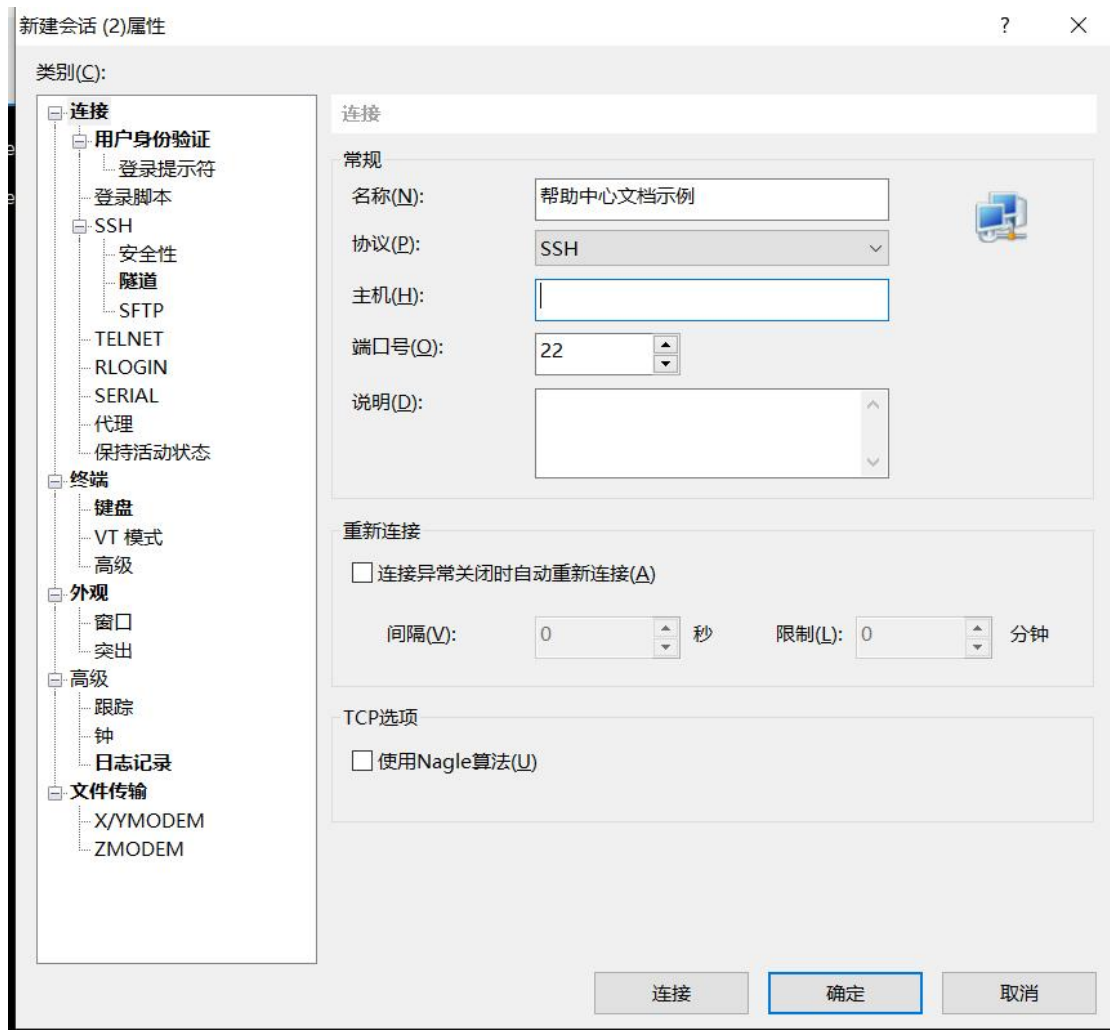 新建会话 (2)属性
?
类别(C):
连接
用户身份验证
登录提示符
登录脚本
SSH
安全性
隧道
SFTP
TELNET
RLOGIN
SERIAL
代理
保持活动状态
终端
键盘
VT 模式
高级
外观
窗口
突出
高级
跟踪
钟
日志记录
文件传输
X/YMODEM
ZMODEM
连接
常规
名称(N): 帮助中心文档示例
协议(P): SSH
主机(H):
端口号(O): 22
说明(D):
重新连接
连接异常关闭时自动重新连接(A)
间隔(V): 0 秒 限制(L): 0 分钟
TCP选项
使用Nagle算法(U)
连接 确定 取消